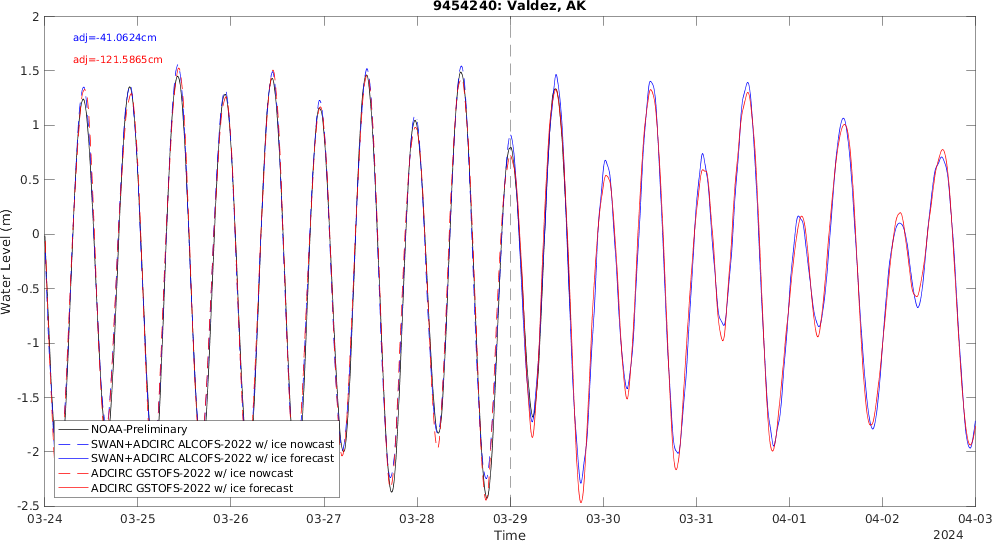 9454240: Valdez, AK
adj=-41.0624cm
adj=-121.5865cm
2
1.5
1
0.5
0
-0.5
-1
-1.5
-2
-2.5
Water Level (m)
NOAA-Preliminary
SWAN+ADCIRC ALCOFS-2022 w/ ice nowcast
SWAN+ADCIRC ALCOFS-2022 w/ ice forecast
ADCIRC GSTOFS-2022 w/ ice nowcast
ADCIRC GSTOFS-2022 w/ ice forecast
03-24 03-25 03-26 03-27 03-28 03-29 03-30 03-31 04-01 04-02 04-03
Time
2024